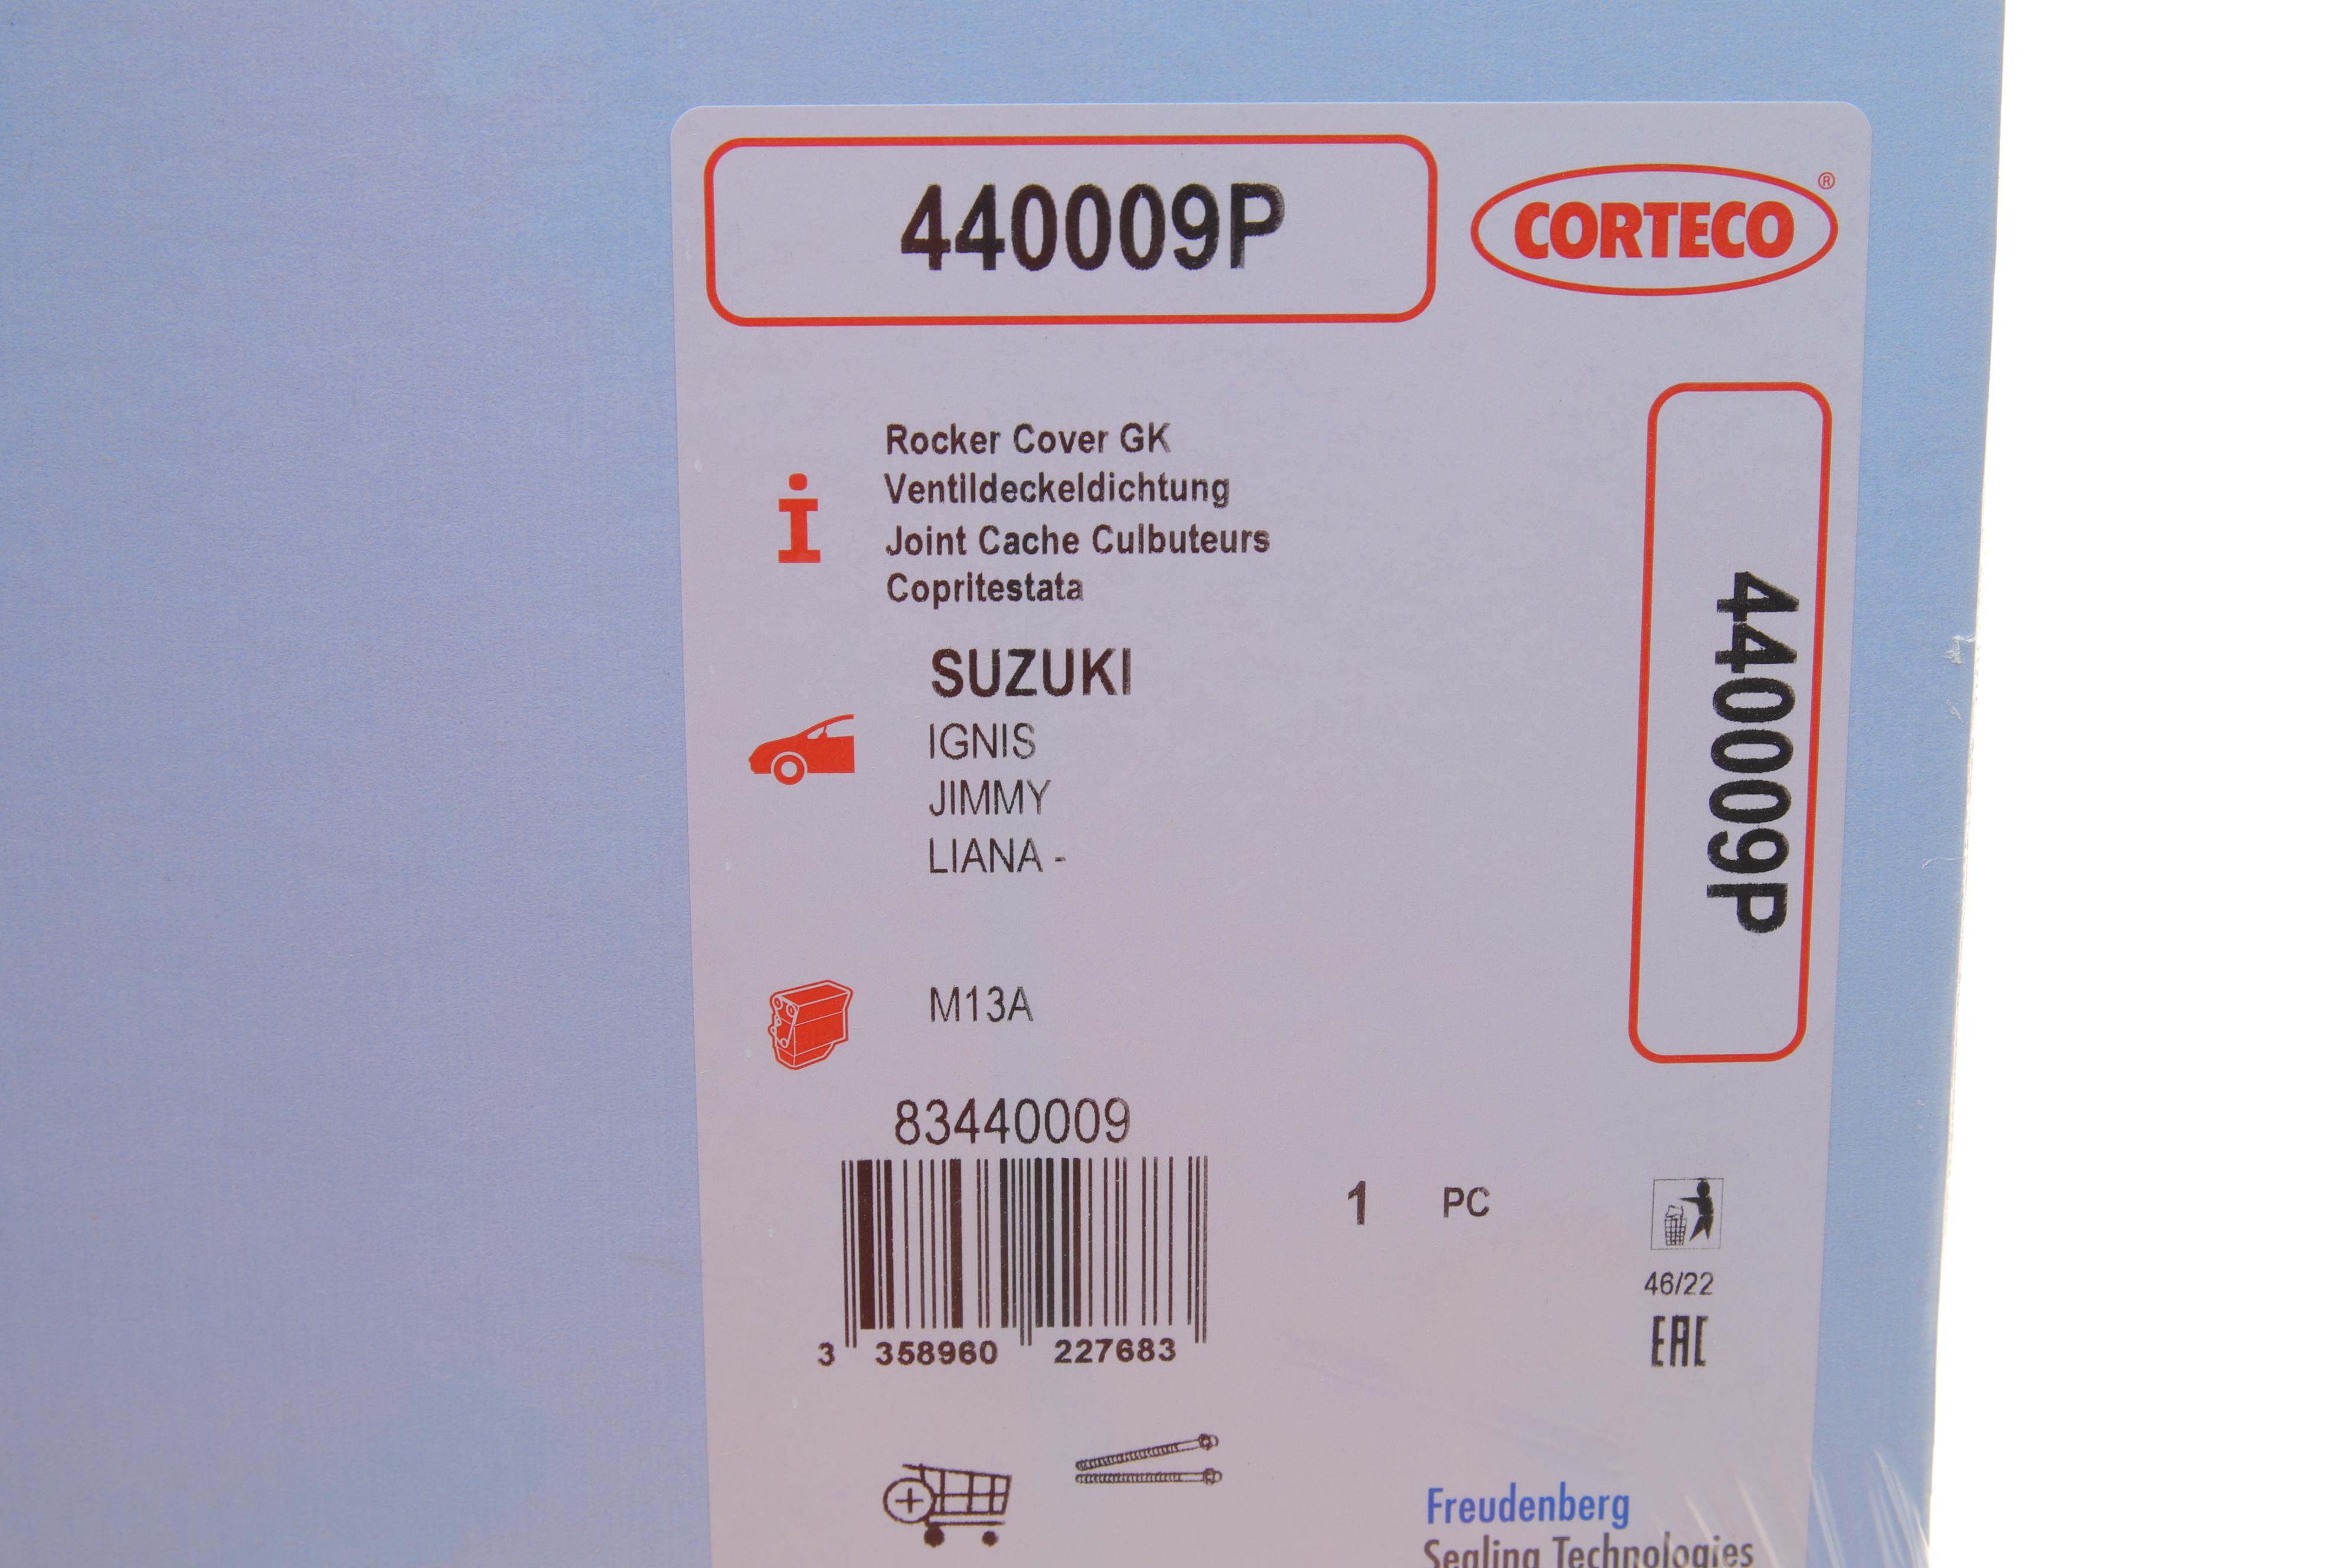 440009P
CORTECO®
Rocker Cover GK
Ventildeckeldichtung
Joint Cache Culbuteurs
Copritestata
440009P
SUZUKI
IGNIS
JIMMY
LIANA -
M13A
83440009
1 PC
3 358960 227683
46/22
EAC
Freudenberg
Sealing Technologies